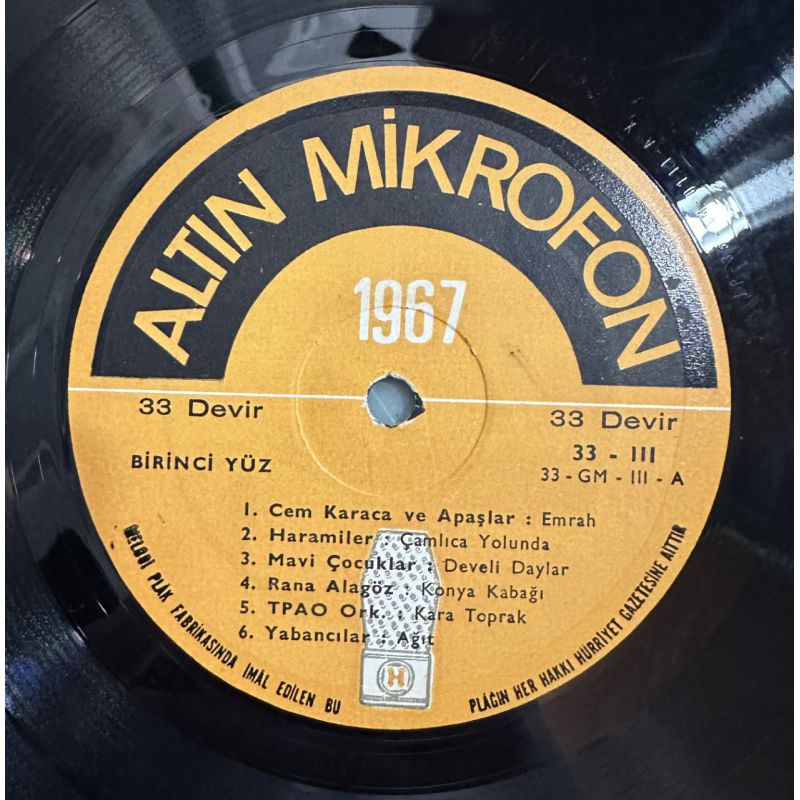 ALTIN MİKROFON
1967
33 Devir
33 Devir
BİRİNCİ YÜZ
33 - III
33 - GM - III - A
1. Cem Karaca ve Apaşlar : Emrah
2. Haramiler : Çamlıca Yolunda
3. Mavi Çocuklar : Develi Daylar
4. Rana Alagöz : Konya Kabağı
5. TPAO Ork. : Kara Toprak
6. Yabancılar : Ağıt
H
MELODİ PLÂK FABRİKASINDA İMÂL EDİLEN BU
PLÂĞIN HER HAKKI HÜRRİYET GAZETESİNE AİTTİR